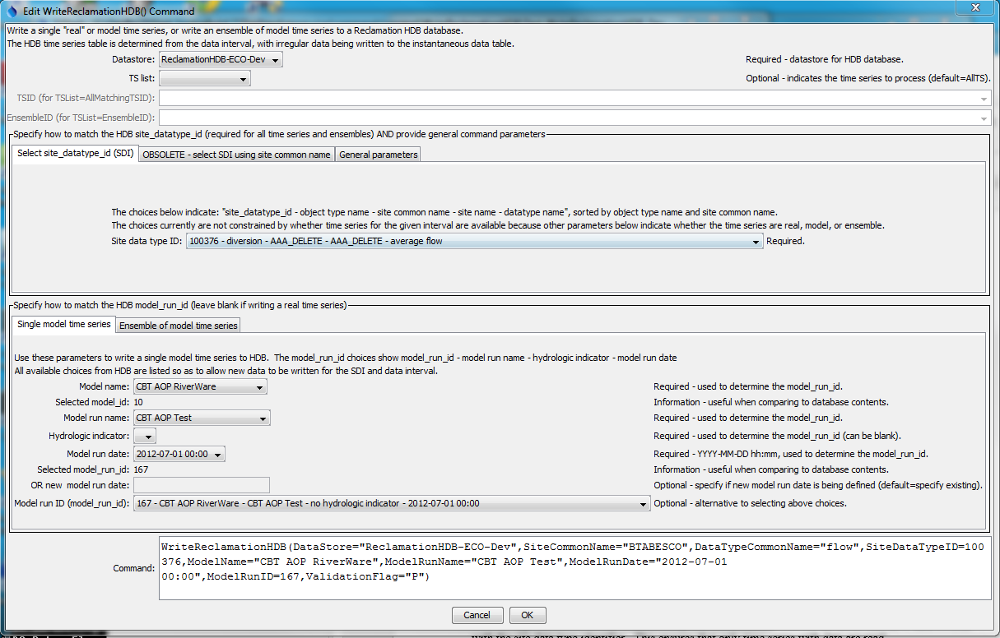 Edit WriteReclamationHDB() Command
Write a single "real" or model time series, or write an ensemble of model time series to a Reclamation HDB database.
The HDB time series table is determined from the data interval, with irregular data being written to the instantaneous data table.
Datastore: ReclamationHDB-ECO-Dev Required - datastore for HDB database.
TS list: Optional - indicates the time series to process (default=AllTS).
TSID (for TSList=AllMatchingTSID):
EnsembleID (for TSList=EnsembleID):
Specify how to match the HDB site_datatype_id (required for all time series and ensembles) AND provide general command parameters
Select site_datatype_id (SDI) OBSOLETE - select SDI using site common name General parameters
The choices below indicate: "site_datatype_id - object type name - site common name - site name - datatype name", sorted by object type name and site common name.
The choices currently are not constrained by whether time series for the given interval are available because other parameters below indicate whether the time series are real, model, or ensemble.
Site data type ID: 100376 - diversion - AAA_DELETE - AAA_DELETE - average flow Required.
Specify how to match the HDB model_run_id (leave blank if writing a real time series)
Single model time series Ensemble of model time series
Use these parameters to write a single model time series to HDB. The model_run_id choices show model_run_id - model run name - hydrologic indicator - model run date
All available choices from HDB are listed so as to allow new data to be written for the SDI and data interval.
Model name: CBT AOP RiverWare Required - used to determine the model_run_id.
Selected model_id: 10 Information - useful when comparing to database contents.
Model run name: CBT AOP Test Required - used to determine the model_run_id.
Hydrologic indicator: Required - used to determine the model_run_id (can be blank).
Model run date: 2012-07-01 00:00 Required - YYYY-MM-DD hh:mm, used to determine the model_run_id.
Selected model_run_id: 167 Information - useful when comparing to database contents.
OR new model run date: Optional - specify if new model run date is being defined (default=specify existing).
Model run ID (model_run_id): 167 - CBT AOP RiverWare - CBT AOP Test - no hydrologic indicator - 2012-07-01 00:00 Optional - alternative to selecting above choices.
WriteReclamationHDB(DataStore="ReclamationHDB-ECO-Dev",SiteCommonName="BTABESCO",DataTypeCommonName="flow",SiteDataTypeID=100
Command: 376,ModelName="CBT AOP RiverWare",ModelRunName="CBT AOP Test",ModelRunDate="2012-07-01
00:00",ModelRunID=167,ValidationFlag="P")
Cancel OK